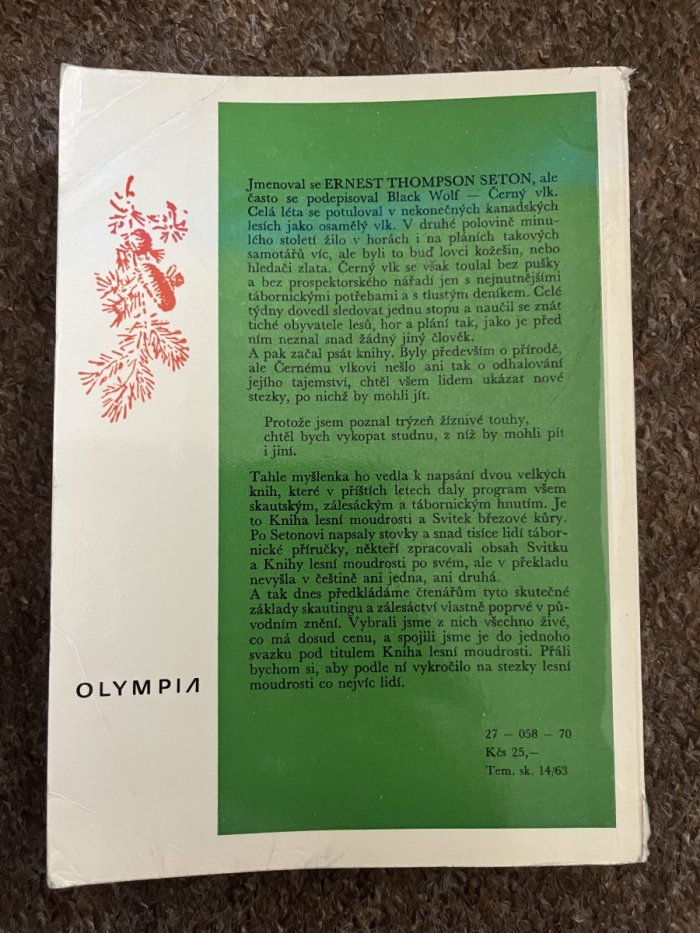 Jmenoval se ERNEST THOMPSON SETON, ale
často se podepisoval Black Wolf — Černý vlk.
Celá léta se potuloval v nekonečných kanadských
lesích jako osamělý vlk. V druhé polovině minu-
lého století žilo v horách i na pláních takových
samotářů víc, ale byli to buď lovci kožešin, nebo
hledači zlata. Černý vlk se však toulal bez pušky
a bez prospektorského nářadí jen s nejnutnějšími
tábornickými potřebami a s tlustým deníkem. Celé
týdny dovedl sledovat jednu stopu a naučil se znát
tiché obyvatele lesů, hor a plání tak, jako je před
ním neznal snad žádný jiný člověk.
A pak začal psát knihy. Byly především o přírodě,
ale Černému vlkovi nešlo ani tak o odhalování
jejího tajemství, chtěl všem lidem ukázat nové
stezky, po nichž by mohli jít.
Protože jsem poznal trýzeň žíznivé touhy,
chtěl bych vykopat studnu, z níž by mohli pít
i jiní.
Tahle myšlenka ho vedla k napsání dvou velkých
knih, které v příštích letech daly program všem
skautským, zálesáckým a tábornickým hnutím. Je
to Kniha lesní moudrosti a Svitek březové kůry.
Po Setonovi napsaly stovky a snad tisíce lidí tábor-
nické příručky, někteří zpracovali obsah Svitku
a Knihy lesní moudrosti po svém, ale v překladu
nevyšla v češtině ani jedna, ani druhá.
A tak dnes předkládáme čtenářům tyto skutečné
základy skautingu a zálesáctví vlastně poprvé v pů-
vodním znění. Vybrali jsme z nich všechno živé,
co má dosud cenu, a spojili jsme je do jednoho
svazku pod titulem Kniha lesní moudrosti. Přáli
bychom si, aby podle ní vykročilo na stezky lesní
moudrosti co nejvíc lidí.
OLYMPIA
27 — 058 — 70
Kčs 25,—
Tem. sk. 14/63